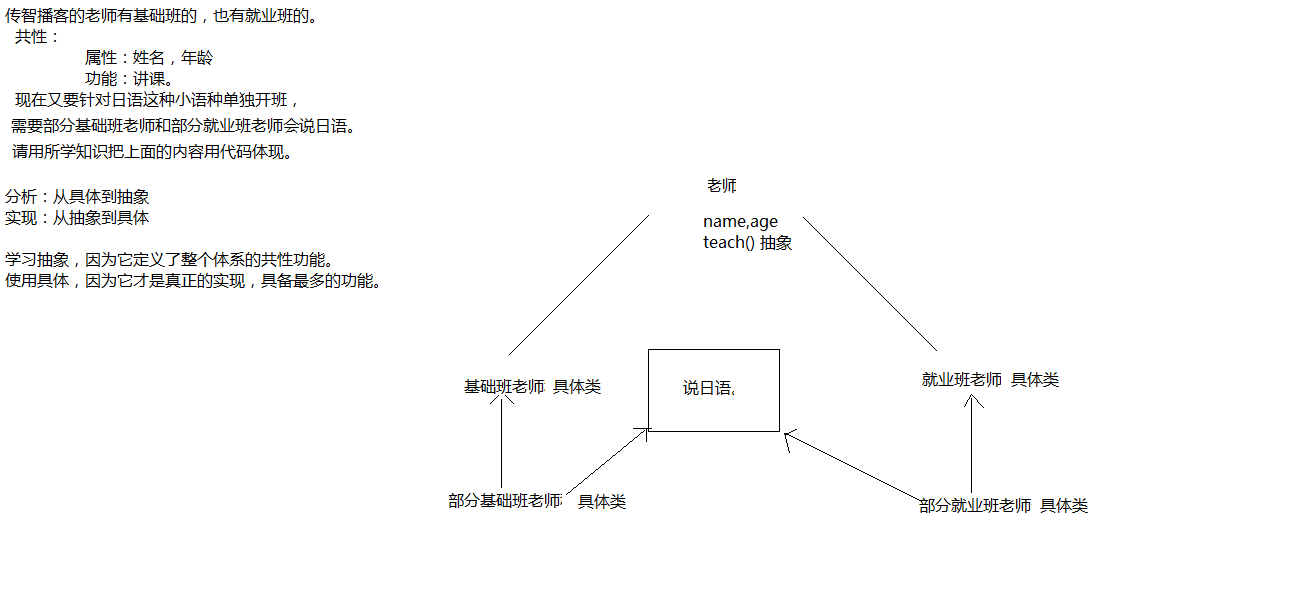 传智播客的老师有基础班的，也有就业班的。
共性：
属性：姓名，年龄
功能：讲课。
现在又要针对日语这种小语种单独开班，
需要部分基础班老师和部分就业班老师会说日语。
请用所学知识把上面的内容用代码体现。
分析：从具体到抽象
实现：从抽象到具体
学习抽象，因为它定义了整个体系的共性功能。
使用具体，因为它才是真正的实现，具备最多的功能。
老师
name,age
teach() 抽象
基础班老师 具体类
说日语。
就业班老师 具体类
部分基础班老师 具体类
部分就业班老师 具体类